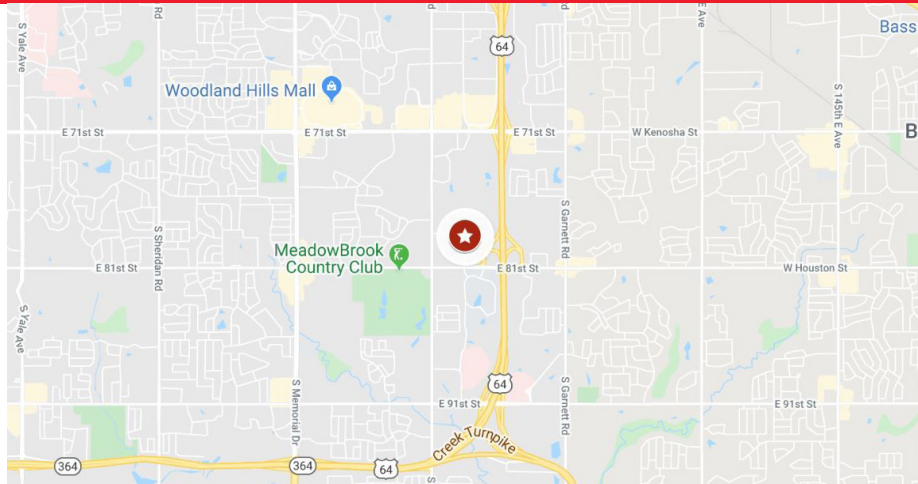 S Yale Ave
Rd
64
E Ave
Bass
Woodland Hills Mall
S 145th E Ave
E 71st St
E 71st St
E 71st St
W Kenosha St
B
S Sheridan Rd
S Garnett Rd
MeadowBrook
Country Club
E 81st St
E 81st St
W Houston St
S Yale Ave
S Memorial Dr
64
S Garnett Rd
E 91st St
E 91st St
Creek Turnpike
364
364
64
S